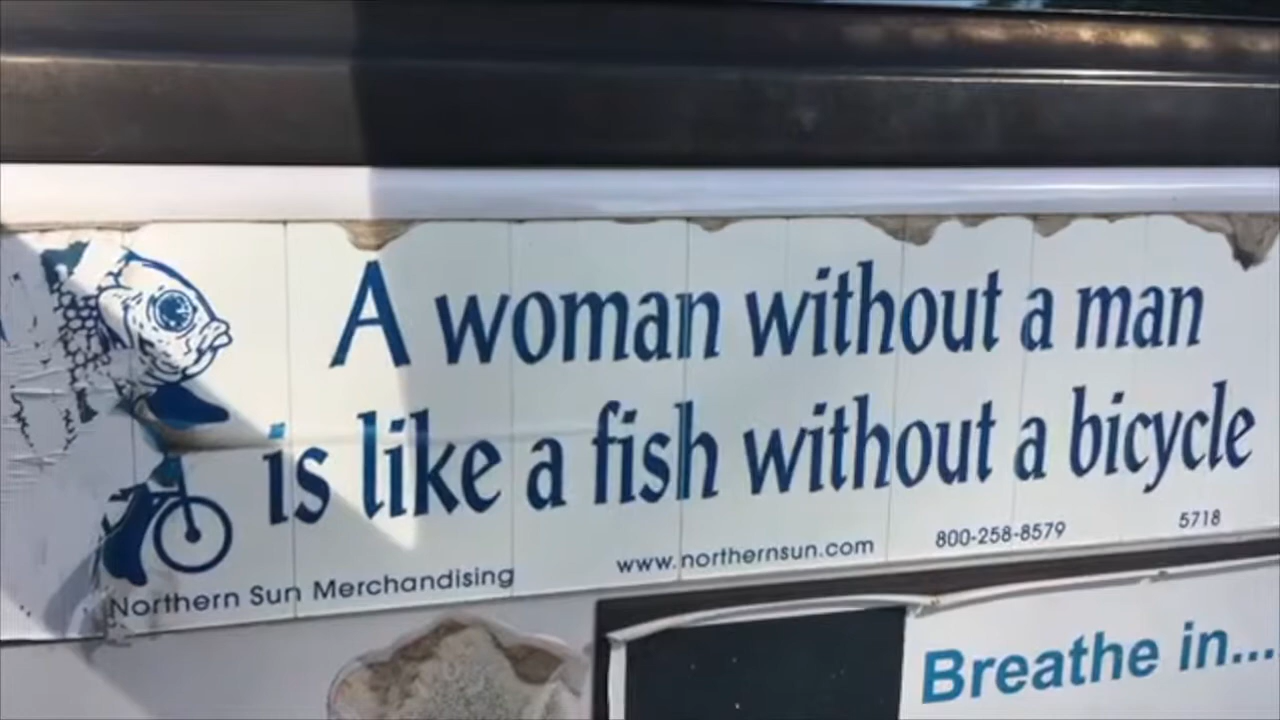 A woman without a man
is like a fish without a bicycle
Northern Sun Merchandising
www.northernsun.com
800-258-8579
5718
Breathe in...